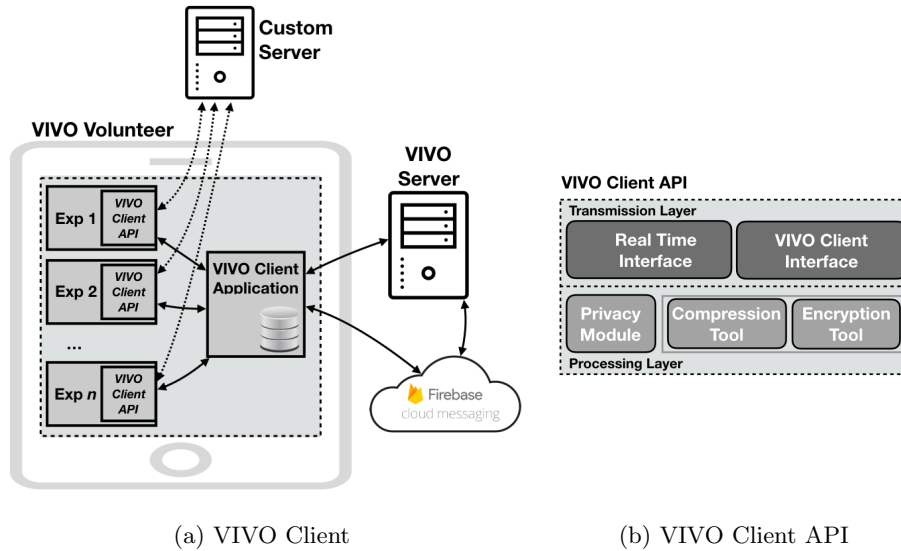 Custom
Server
VIVO Volunteer
VIVO
Server
Exp 1
VIVO
Client
API
Exp 2
VIVO
Client
API
...
Exp n
VIVO
Client
API
VIVO Client
Application
Firebase
cloud messaging
VIVO Client API
Transmission Layer
Real Time
Interface
VIVO Client
Interface
Privacy
Module
Compression
Tool
Encryption
Tool
Processing Layer
(a) VIVO Client
(b) VIVO Client API